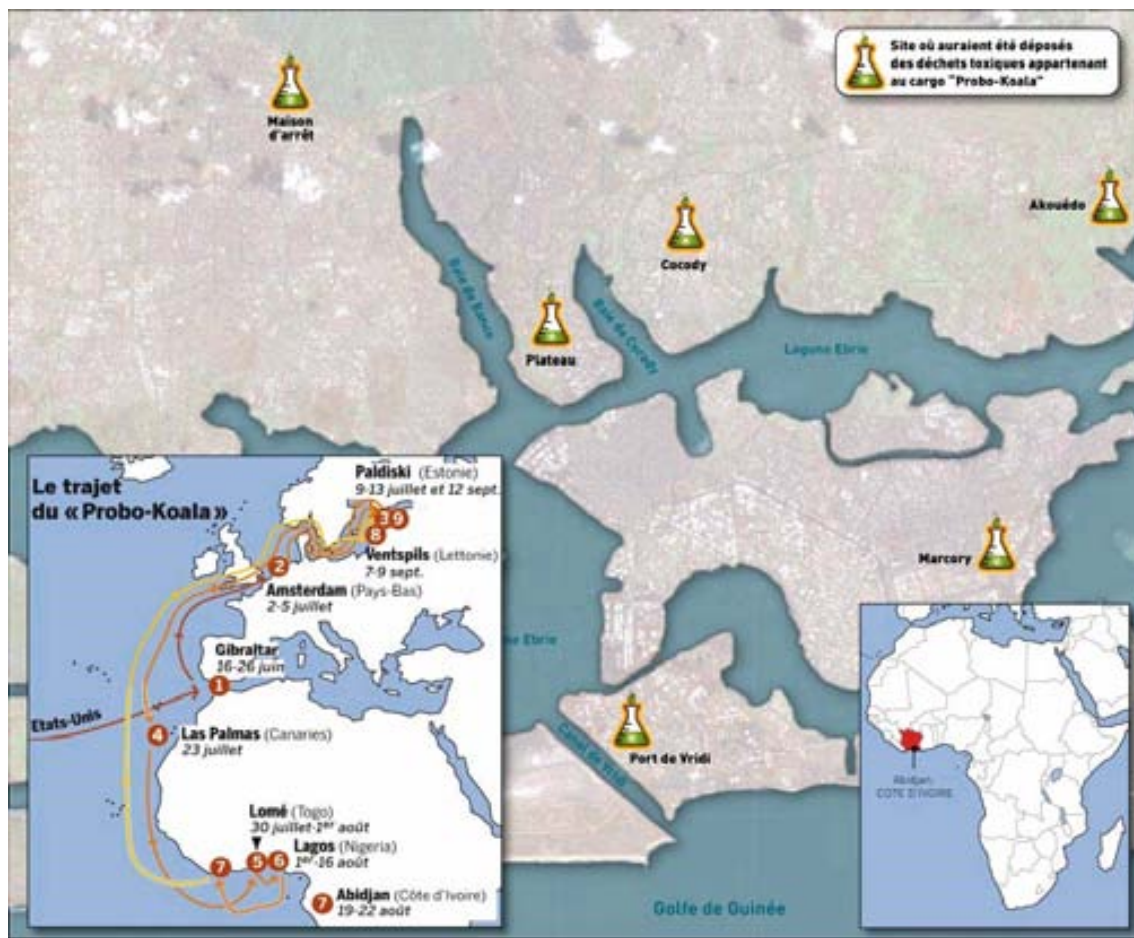 Site où auraient été déposés
des déchets toxiques appartenant
au cargo "Probo-Koala"
Maison
d'arrêt
Akouédo
Cocody
Plateau
Baie de Cocody
Lagune Ebrie
Marcory
Ebrie
Canal de Vridi
Port de Vridi
Golfe de Guinée
Le trajet
du « Probo-Koala »
Paldiski (Estonie)
9-13 juillet et 12 sept.
3 9
8
Ventspils (Lettonie)
7-9 sept.
2
Amsterdam (Pays-Bas)
2-5 juillet
Gibraltar
16-26 juin
1
Etats-Unis
4
Las Palmas (Canaries)
23 juillet
Lomé (Togo)
30 juillet-1er août
7 5 6
Lagos (Nigeria)
1er-16 août
7
Abidjan (Côte d'Ivoire)
19-22 août
Abidjan
COTE D'IVOIRE